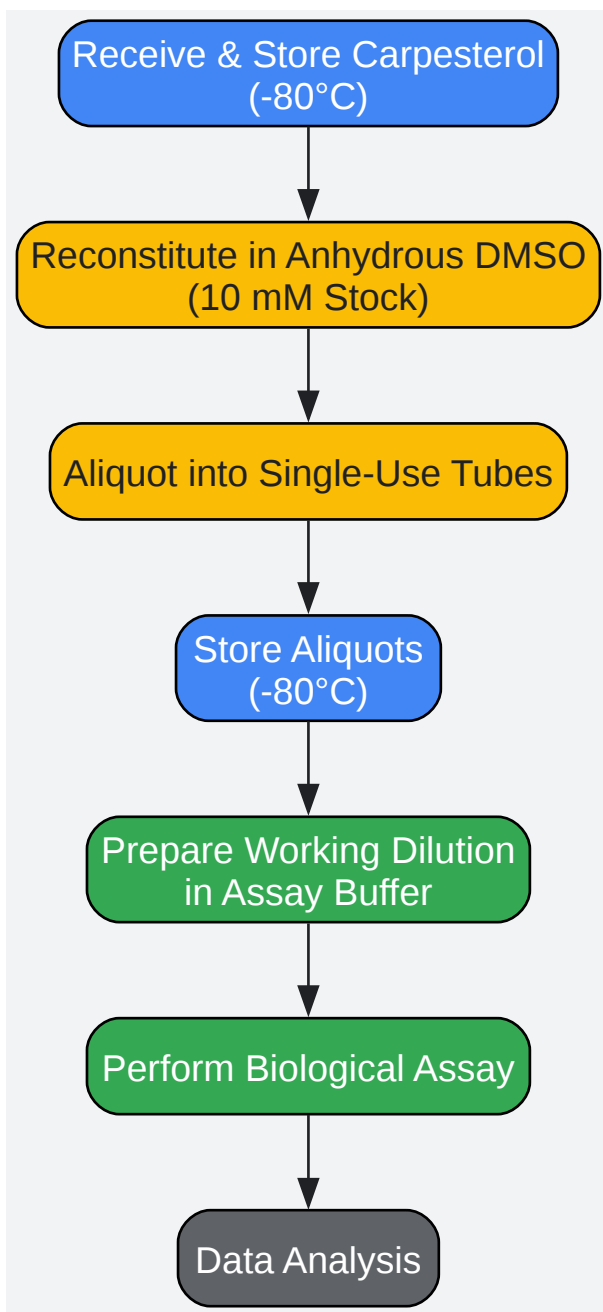 Receive & Store Carpesterol
(-80°C)
Reconstitute in Anhydrous DMSO
(10 mM Stock)
Aliquot into Single-Use Tubes
Store Aliquots
(-80°C)
Prepare Working Dilution
in Assay Buffer
Perform Biological Assay
Data Analysis